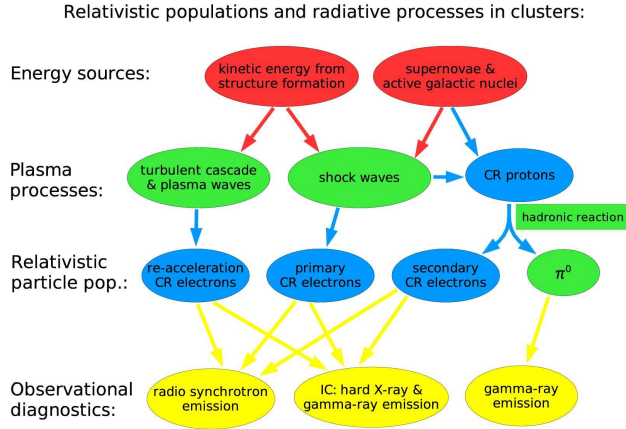 Relativistic populations and radiative processes in clusters:
Energy sources:
kinetic energy from
structure formation
supernovae &
active galactic nuclei
Plasma
processes:
turbulent cascade
& plasma waves
shock waves
CR protons
hadronic reaction
Relativistic
particle pop.:
re-acceleration
CR electrons
primary
CR electrons
secondary
CR electrons
π⁰
Observational
diagnostics:
radio synchrotron
emission
IC: hard X-ray &
gamma-ray emission
gamma-ray
emission